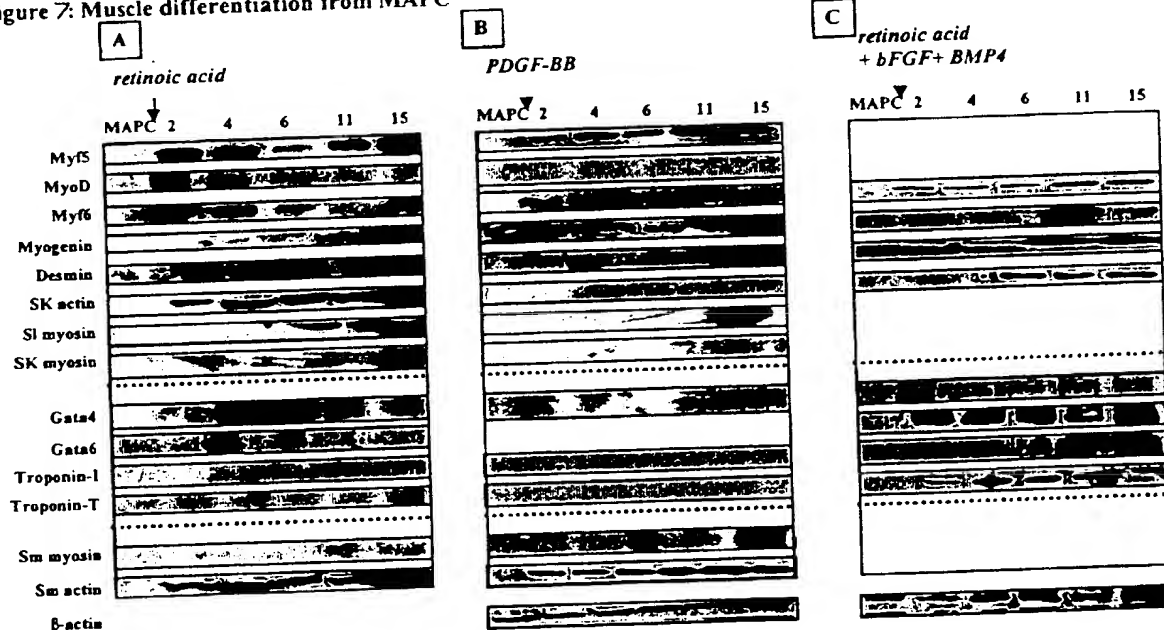 gure 7: Muscle differentiation from MAPC
A
retinoic acid
MAPC 2 4 6 11 15
B
PDGF-BB
MAPC 2 4 6 11 15
C
retinoic acid
+ bFGF+ BMP4
MAPC 2 4 6 11 15
Myf5
MyoD
Myf6
Myogenin
Desmin
SK actin
Sl myosin
SK myosin
Gata4
Gata6
Troponin-I
Troponin-T
Sm myosin
Sm actin
β-actin